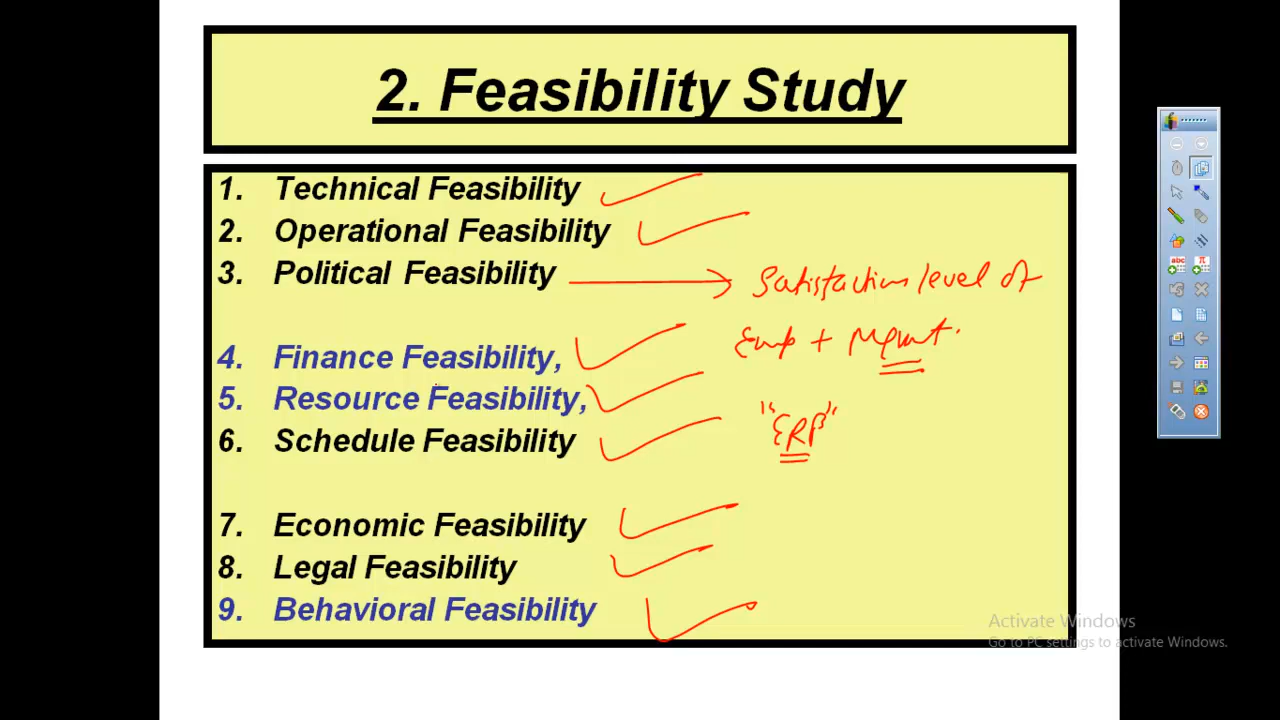 2. Feasibility Study
1. Technical Feasibility
2. Operational Feasibility
3. Political Feasibility
Satisfaction level of
Emp + Mgmt.
4. Finance Feasibility,
5. Resource Feasibility,
"ERP"
6. Schedule Feasibility
7. Economic Feasibility
8. Legal Feasibility
9. Behavioral Feasibility
Activate Windows
Go to PC settings to activate Windows.
abc
π